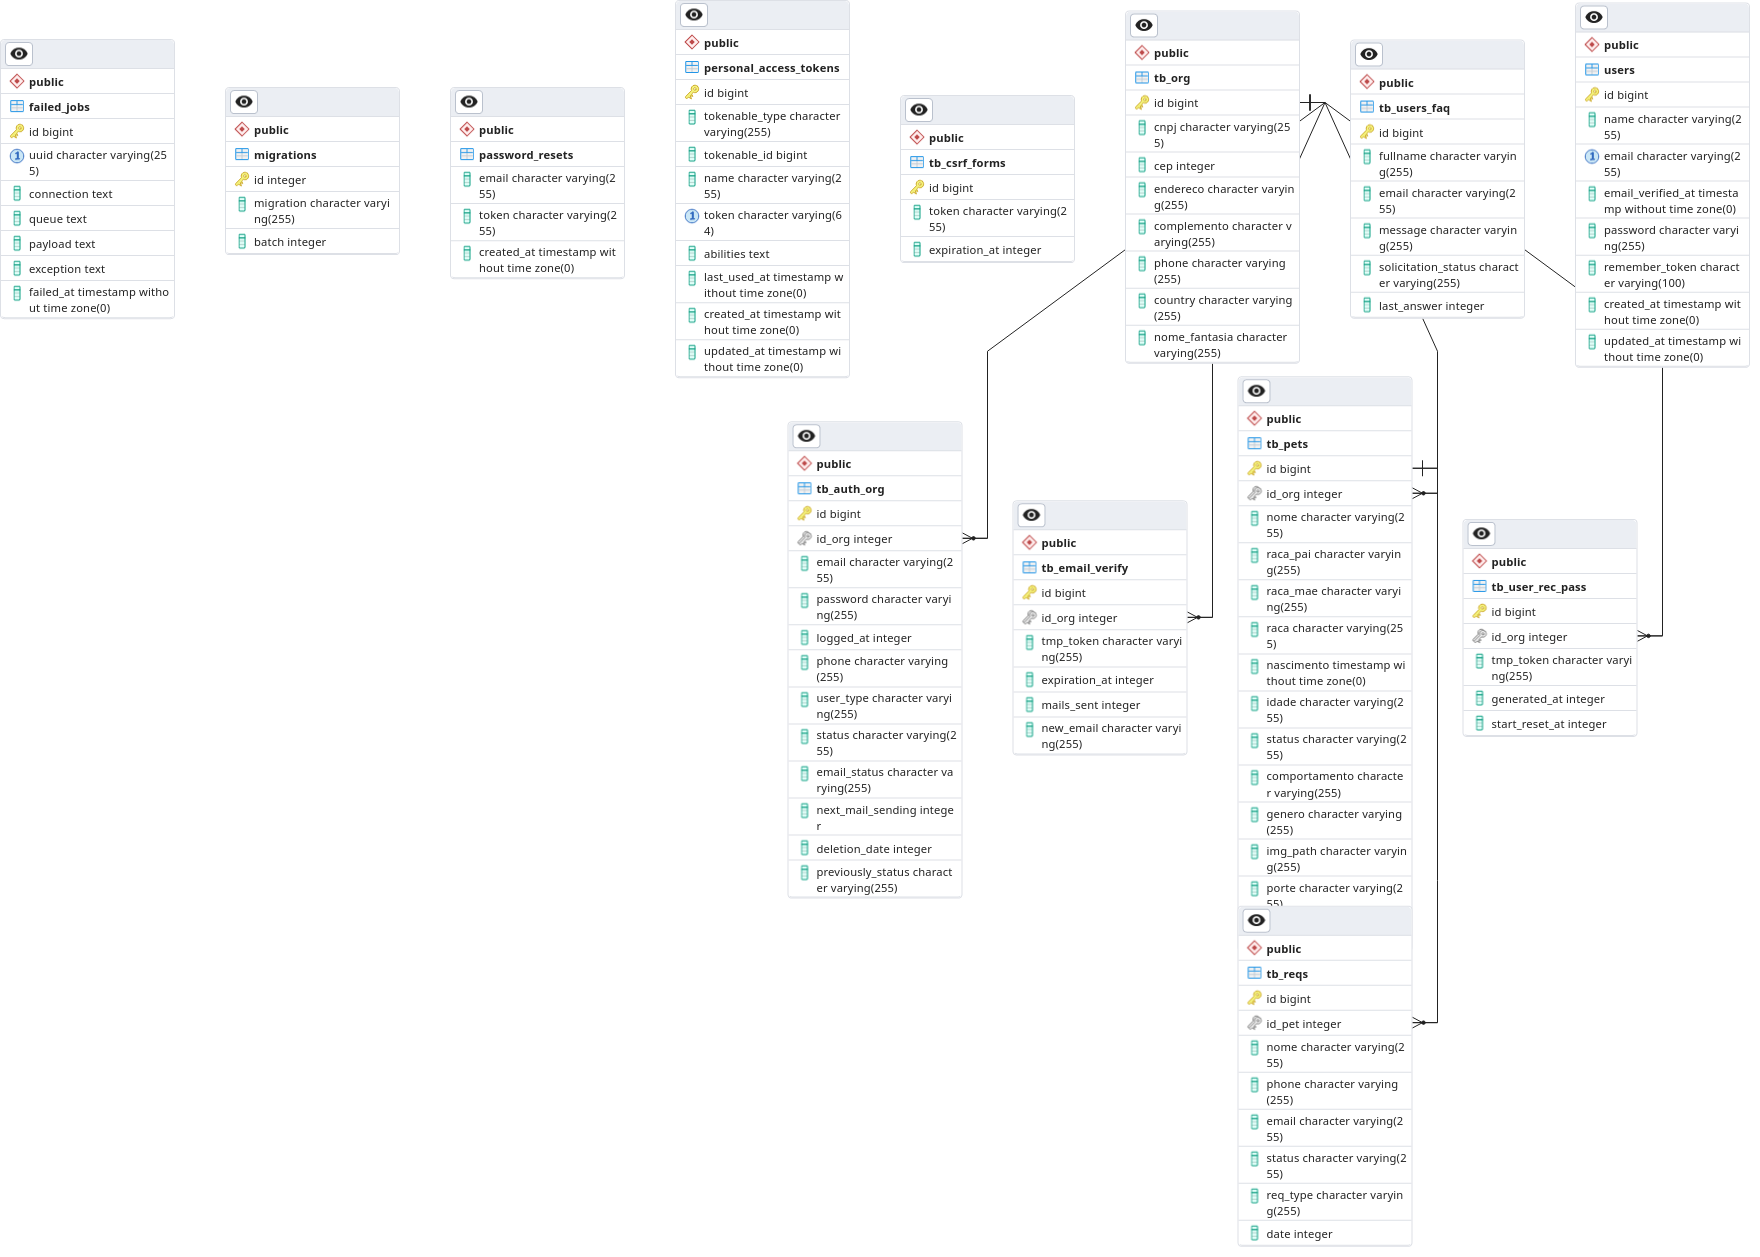 public
failed_jobs
id bigint
uuid character varying(25
5)
connection text
queue text
payload text
exception text
failed_at timestamp witho
ut time zone(0)
public
migrations
id integer
migration character varyi
ng(255)
batch integer
public
password_resets
email character varying(2
55)
token character varying(2
55)
created_at timestamp wit
hout time zone(0)
public
personal_access_tokens
id bigint
tokenable_type character
varying(255)
tokenable_id bigint
name character varying(2
55)
1 token character varying(6
4)
abilities text
last_used_at timestamp w
ithout time zone(0)
created_at timestamp wit
hout time zone(0)
updated_at timestamp wi
thout time zone(0)
public
tb_csrf_forms
id bigint
token character varying(2
55)
expiration_at integer
public
tb_org
id bigint
cnpj character varying(25
5)
cep integer
endereco character varyin
g(255)
complemento character v
arying(255)
phone character varying
(255)
country character varying
(255)
nome_fantasia character
varying(255)
public
tb_users_faq
id bigint
fullname character varyin
g(255)
email character varying(2
55)
message character varyin
g(255)
solicitation_status charact
er varying(255)
last_answer integer
public
users
id bigint
name character varying(2
55)
1 email character varying(2
55)
email_verified_at timesta
mp without time zone(0)
password character varyi
ng(255)
remember_token charact
er varying(100)
created_at timestamp wit
hout time zone(0)
updated_at timestamp wi
thout time zone(0)
public
tb_auth_org
id bigint
id_org integer
email character varying(2
55)
password character varyi
ng(255)
logged_at integer
phone character varying
(255)
user_type character varyi
ng(255)
status character varying(2
55)
email_status character va
rying(255)
next_mail_sending intege
r
deletion_date integer
previously_status charact
er varying(255)
public
tb_email_verify
id bigint
id_org integer
tmp_token character varyi
ng(255)
expiration_at integer
mails_sent integer
new_email character varyi
ng(255)
public
tb_pets
id bigint
id_org integer
nome character varying(2
55)
raca_pai character varyin
g(255)
raca_mae character varyi
ng(255)
raca character varying(25
5)
nascimento timestamp wi
thout time zone(0)
idade character varying(2
55)
status character varying(2
55)
comportamento characte
r varying(255)
genero character varying
(255)
img_path character varyin
g(255)
porte character varying(2
55)
public
tb_reqs
id bigint
id_pet integer
nome character varying(2
55)
phone character varying
(255)
email character varying(2
55)
status character varying(2
55)
req_type character varyin
g(255)
date integer
public
tb_user_rec_pass
id bigint
id_org integer
tmp_token character varyi
ng(255)
generated_at integer
start_reset_at integer